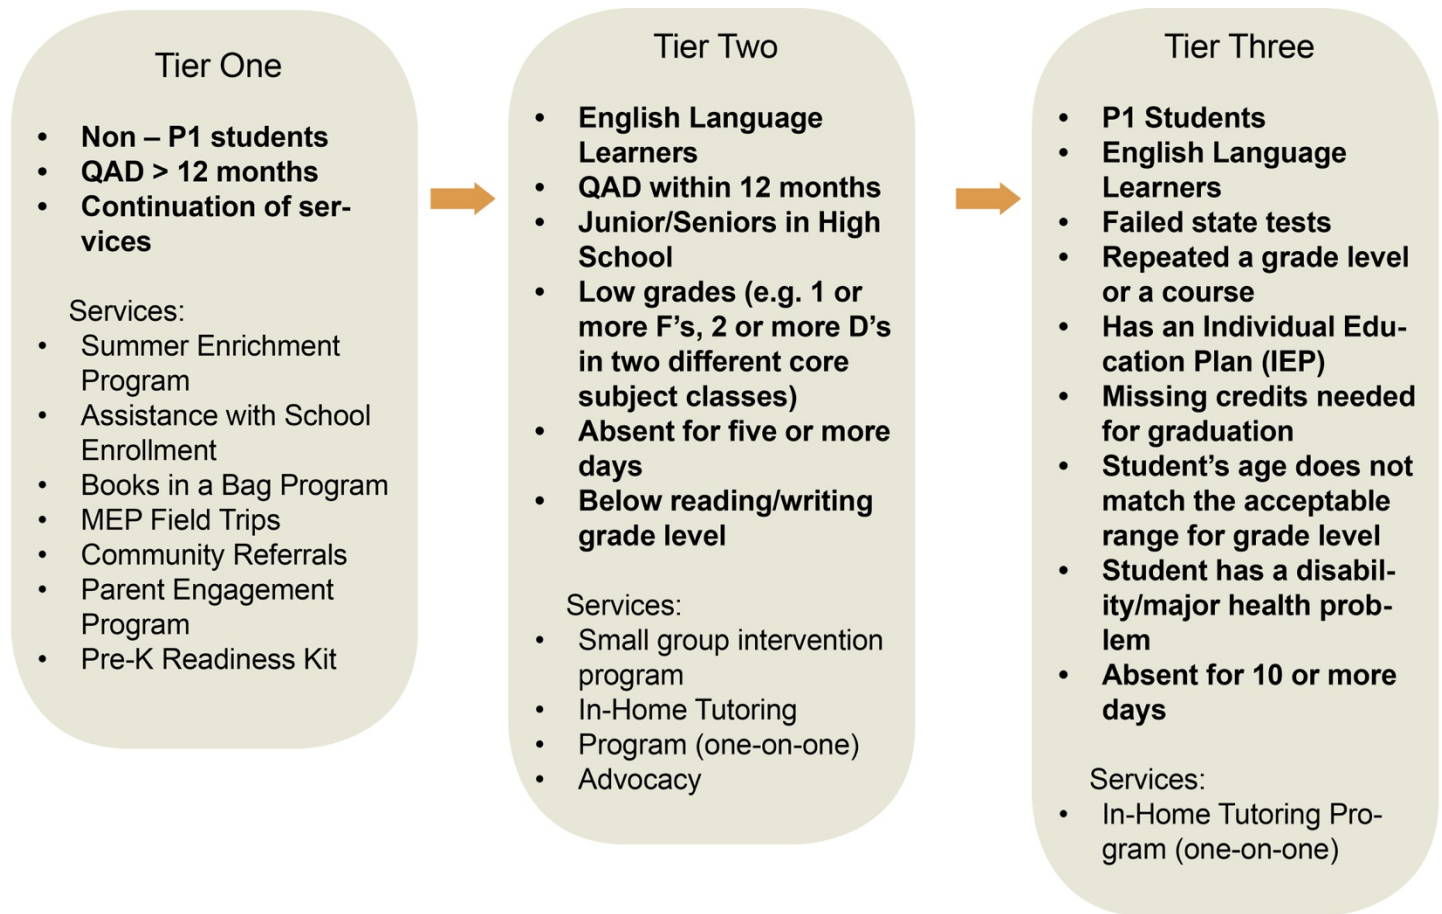 Tier One
• Non – P1 students
• QAD > 12 months
• Continuation of ser-
vices
Services:
• Summer Enrichment
Program
• Assistance with School
Enrollment
• Books in a Bag Program
• MEP Field Trips
• Community Referrals
• Parent Engagement
Program
• Pre-K Readiness Kit
Tier Two
• English Language
Learners
• QAD within 12 months
• Junior/Seniors in High
School
• Low grades (e.g. 1 or
more F’s, 2 or more D’s
in two different core
subject classes)
• Absent for five or more
days
• Below reading/writing
grade level
Services:
• Small group intervention
program
• In-Home Tutoring
• Program (one-on-one)
• Advocacy
Tier Three
• P1 Students
• English Language
Learners
• Failed state tests
• Repeated a grade level
or a course
• Has an Individual Edu-
cation Plan (IEP)
• Missing credits needed
for graduation
• Student’s age does not
match the acceptable
range for grade level
• Student has a disabil-
ity/major health prob-
lem
• Absent for 10 or more
days
Services:
• In-Home Tutoring Pro-
gram (one-on-one)